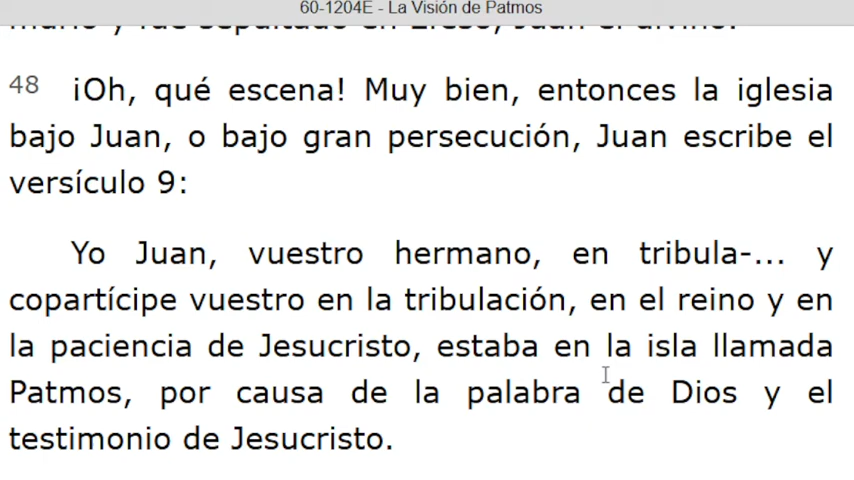 60-1204E - La Visión de Patmos
48 ¡Oh, qué escena! Muy bien, entonces la iglesia
bajo Juan, o bajo gran persecución, Juan escribe el
versículo 9:
Yo Juan, vuestro hermano, en tribula-... y
copartícipe vuestro en la tribulación, en el reino y en
la paciencia de Jesucristo, estaba en la isla llamada
Patmos, por causa de la palabra de Dios y el
testimonio de Jesucristo.